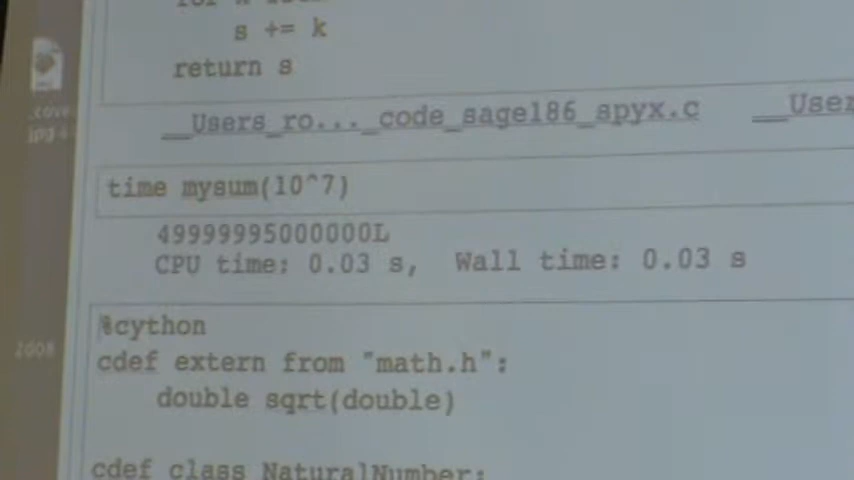 s += k
return s
__Users_ro..._code_sage186_spyx.c __User
time mysum(10^7)
49999995000000L
CPU time: 0.03 s, Wall time: 0.03 s
%cython
cdef extern from "math.h":
double sqrt(double)
cdef class NaturalNumber:
2008